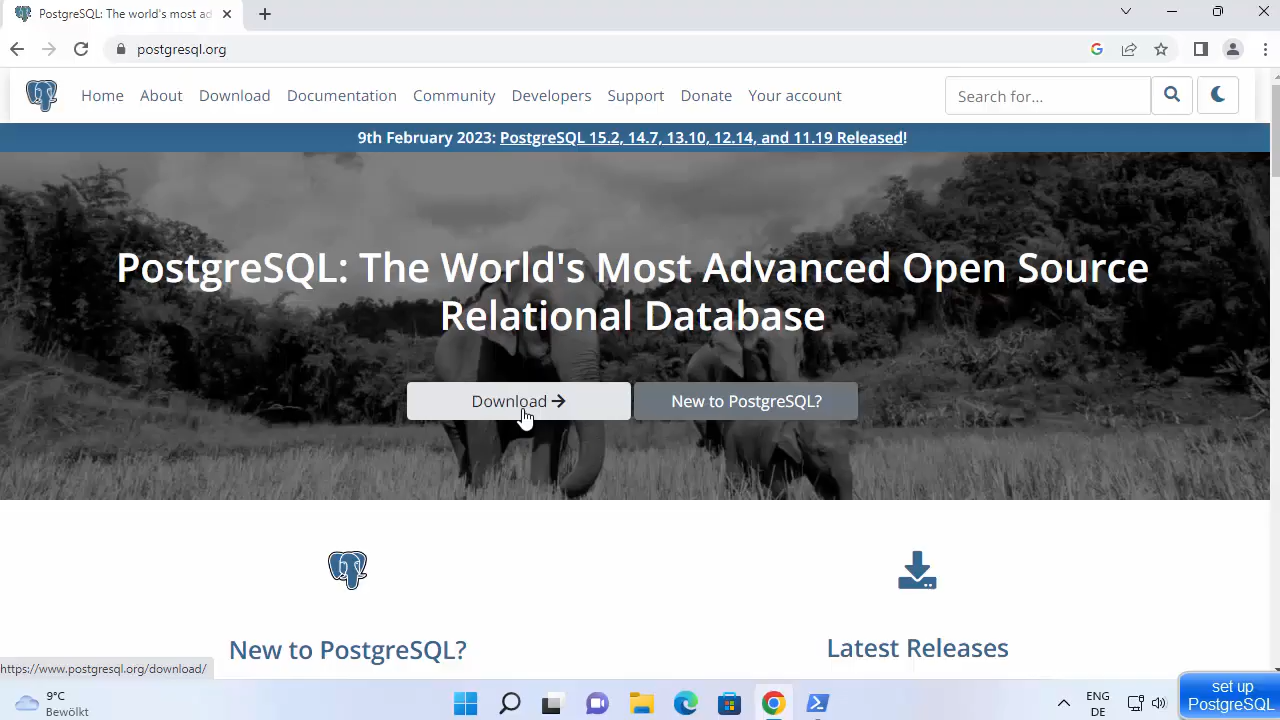 PostgreSQL: The world's most ad
postgresql.org
Home About Download Documentation Community Developers Support Donate Your account
Search for...
9th February 2023: PostgreSQL 15.2, 14.7, 13.10, 12.14, and 11.19 Released!
PostgreSQL: The World's Most Advanced Open Source
Relational Database
Download
New to PostgreSQL?
New to PostgreSQL?
Latest Releases
https://www.postgresql.org/download/
9°C
Bewölkt
ENG
DE
set up
PostgreSQL